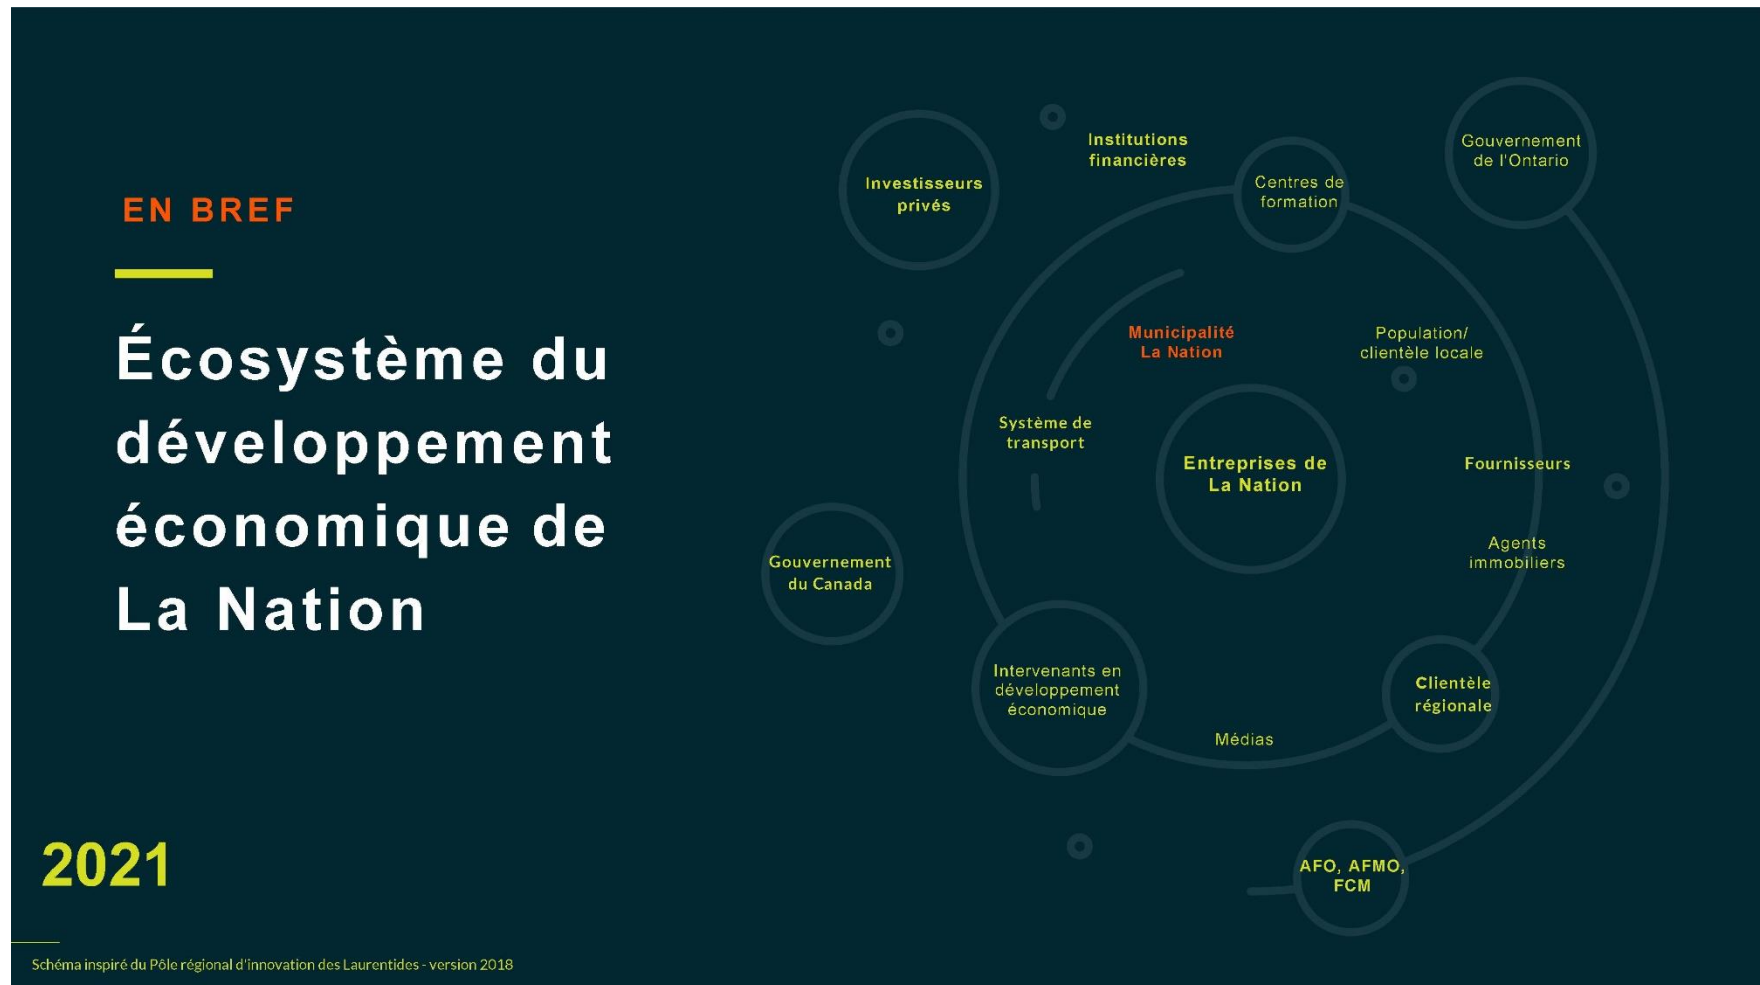 EN BREF
Écosystème du
développement
économique de
La Nation
2021
Schéma inspiré du Pôle régional d'innovation des Laurentides - version 2018
Investisseurs
privés
Institutions
financières
Centres de
formation
Gouvernement
de l'Ontario
Municipalité
La Nation
Population/
clientèle locale
Système de
transport
Entreprises de
La Nation
Fournisseurs
Agents
immobiliers
Gouvernement
du Canada
Intervenants en
développement
économique
Clientèle
régionale
Médias
AFO, AFMO,
FCM